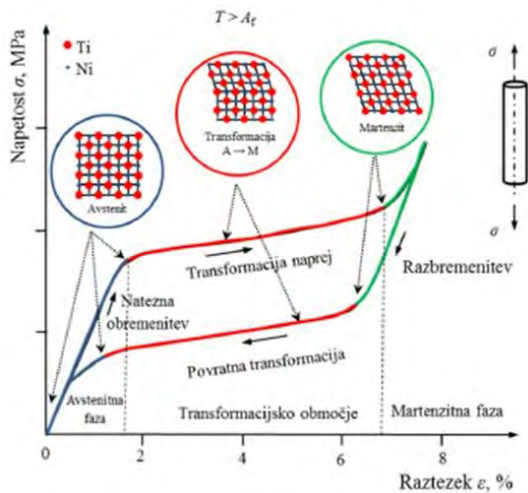 T > Af
Ti
Ni
σ
Napetost σ, MPa
Transformacija
A → M
Martenzit
Avstenit
σ
Transformacija naprej
Razbremenitev
Natezna
obremenitev
Povratna transformacija
Avstenitna
faza
Transformacijsko območje
Martenzitna faza
0
2
4
6
8
Raztezek ε, %